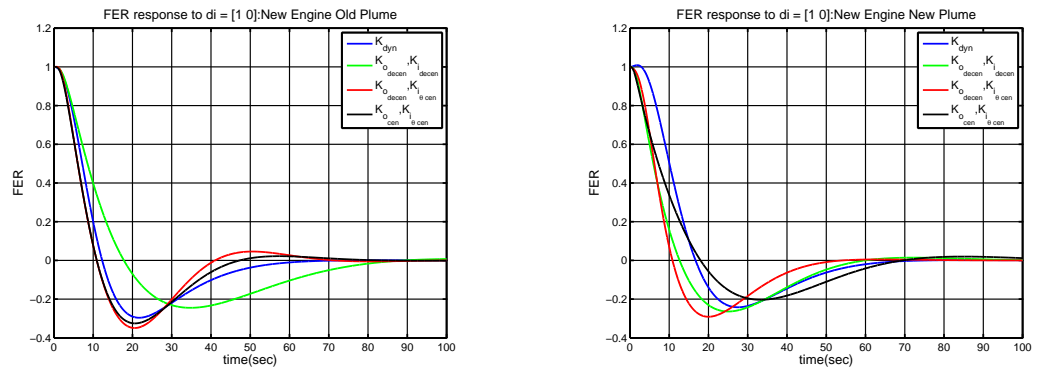 FER response to di = [1 0]:New Engine Old Plume
1.2
1
0.8
0.6
0.4
0.2
0
−0.2
−0.4
FER
0 10 20 30 40 50 60 70 80 90 100
time(sec)
K_dyn
K_o_decen,K_i_decen
K_o_decen,K_i_θ cen
K_o_cen,K_i_θ cen
FER response to di = [1 0]:New Engine New Plume
1.2
1
0.8
0.6
0.4
0.2
0
−0.2
−0.4
FER
0 10 20 30 40 50 60 70 80 90 100
time(sec)
K_dyn
K_o_decen,K_i_decen
K_o_decen,K_i_θ cen
K_o_cen,K_i_θ cen